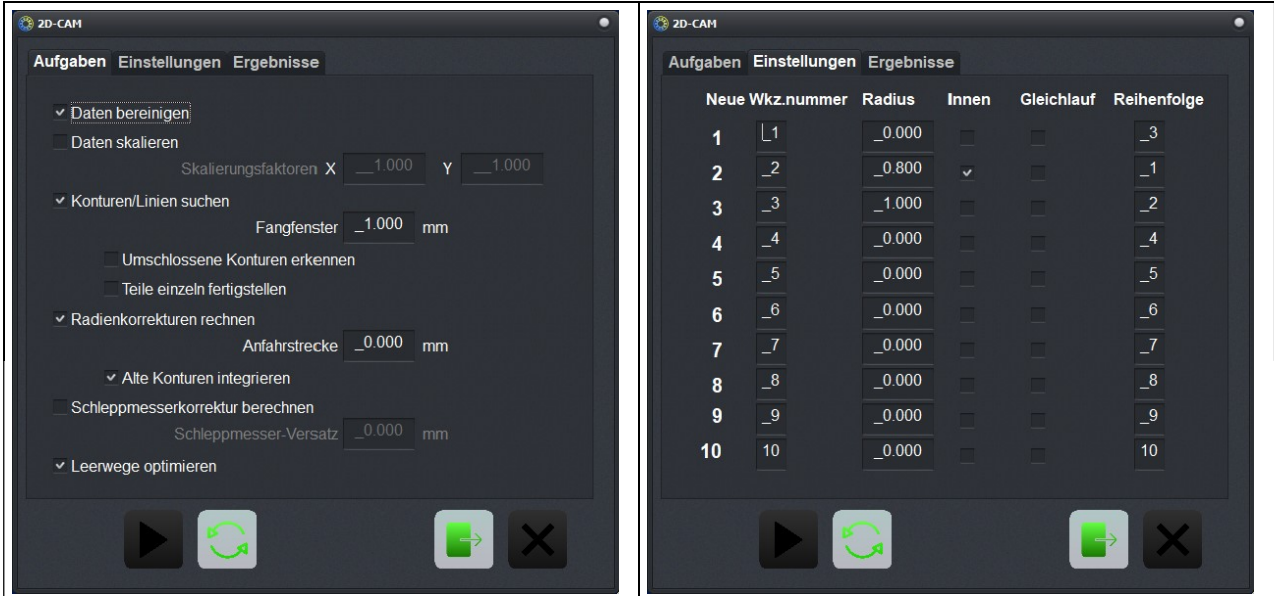 2D-CAM
Aufgaben Einstellungen Ergebnisse
Daten bereinigen
Daten skalieren
Skalierungsfaktoren X __1.000 Y __1.000
Konturen/Linien suchen
Fangfenster _1.000 mm
Umschlossene Konturen erkennen
Teile einzeln fertigstellen
Radienkorrekturen rechnen
Anfahrstrecke _0.000 mm
Alte Konturen integrieren
Schleppmesserkorrektur berechnen
Schleppmesser-Versatz _0.000 mm
Leerwege optimieren
2D-CAM
Aufgaben Einstellungen Ergebnisse
Neue Wkz.nummer Radius Innen Gleichlauf Reihenfolge
1 _1 _0.000 _3
2 _2 _0.800 _1
3 _3 _1.000 _2
4 _4 _0.000 _4
5 _5 _0.000 _5
6 _6 _0.000 _6
7 _7 _0.000 _7
8 _8 _0.000 _8
9 _9 _0.000 _9
10 10 _0.000 10